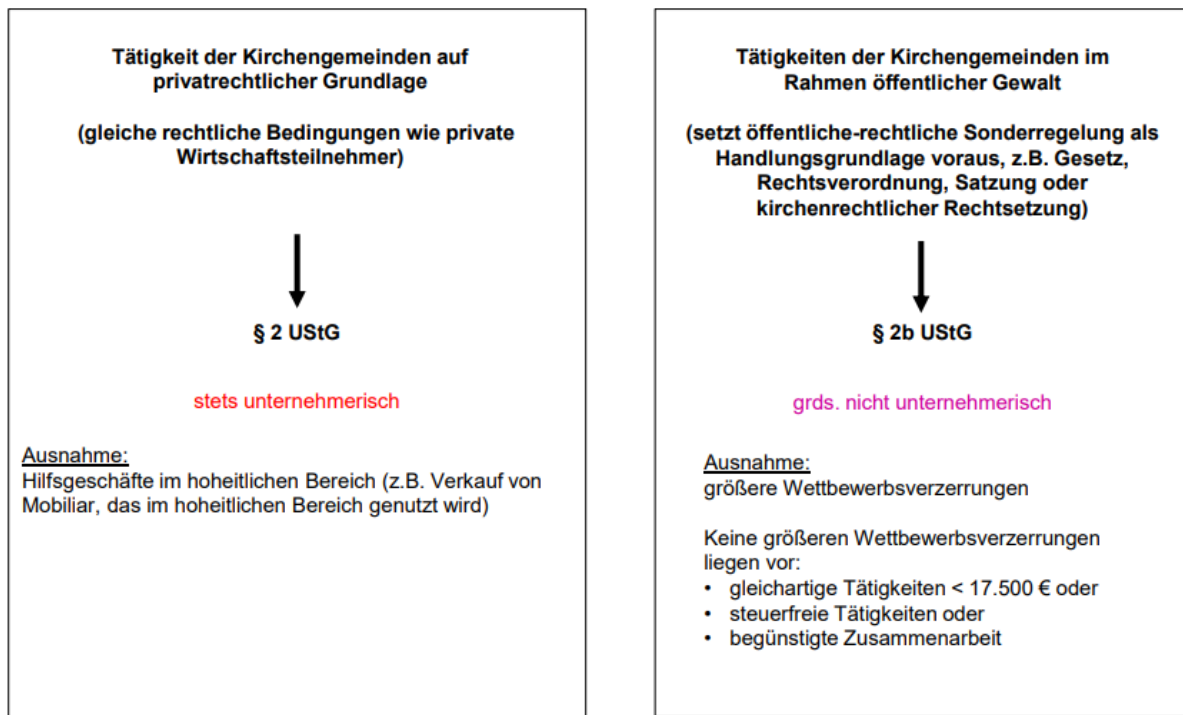 Tätigkeit der Kirchengemeinden auf
privatrechtlicher Grundlage
(gleiche rechtliche Bedingungen wie private
Wirtschaftsteilnehmer)
§ 2 UStG
stets unternehmerisch
Ausnahme:
Hilfsgeschäfte im hoheitlichen Bereich (z.B. Verkauf von
Mobiliar, das im hoheitlichen Bereich genutzt wird)
Tätigkeiten der Kirchengemeinden im
Rahmen öffentlicher Gewalt
(setzt öffentliche-rechtliche Sonderregelung als
Handlungsgrundlage voraus, z.B. Gesetz,
Rechtsverordnung, Satzung oder
kirchenrechtlicher Rechtsetzung)
§ 2b UStG
grds. nicht unternehmerisch
Ausnahme:
größere Wettbewerbsverzerrungen
Keine größeren Wettbewerbsverzerrungen
liegen vor:
• gleichartige Tätigkeiten < 17.500 € oder
• steuerfreie Tätigkeiten oder
• begünstigte Zusammenarbeit